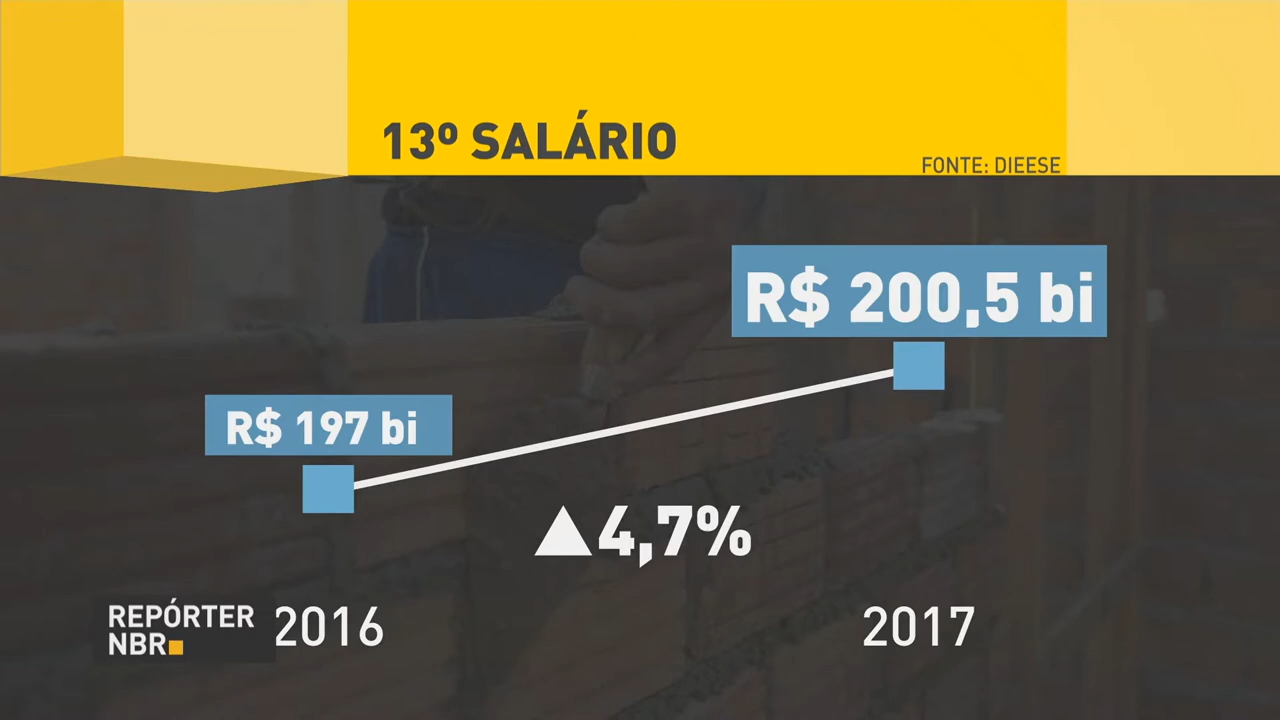 13º SALÁRIO
FONTE: DIEESE
R$ 200,5 bi
R$ 197 bi
▲4,7%
2016
2017
REPÓRTER
NBR